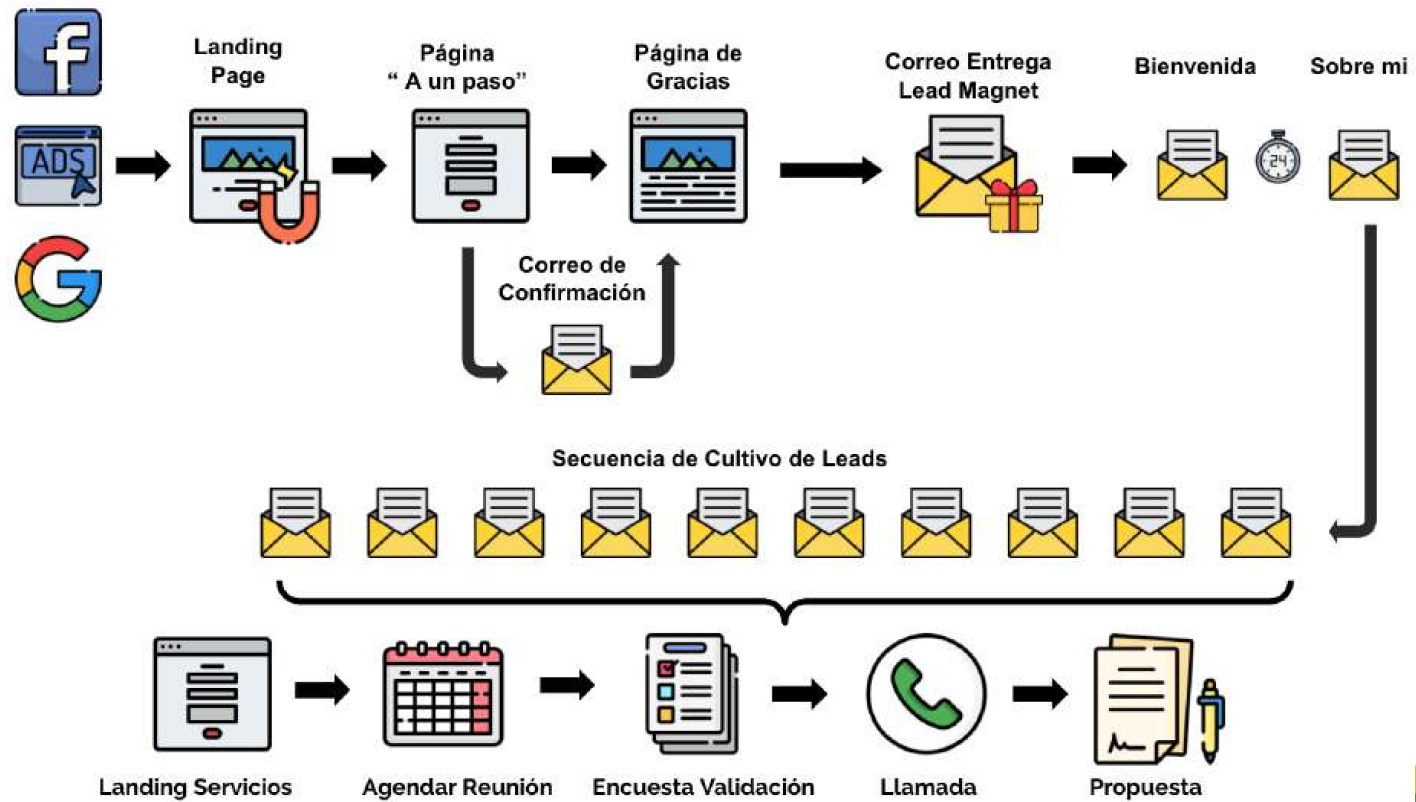 Landing
Page
Página
“ A un paso”
Página de
Gracias
Correo Entrega
Lead Magnet
Bienvenida
Sobre mi
ADS
24
Correo de
Confirmación
Secuencia de Cultivo de Leads
Landing Servicios
Agendar Reunión
Encuesta Validación
Llamada
Propuesta